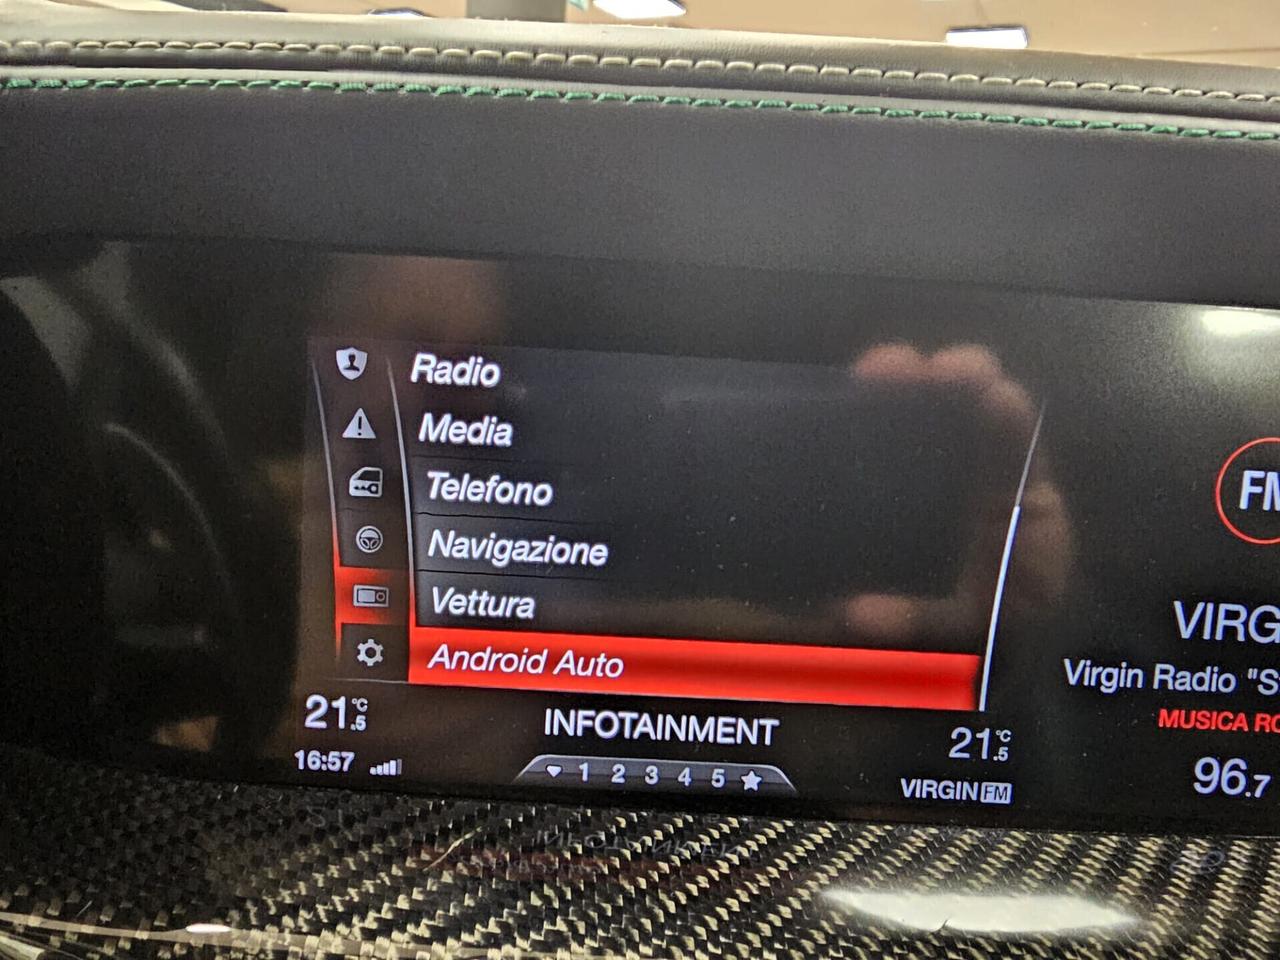 Radio
Media
Telefono
Navigazione
Vettura
Android Auto
21.5°C
INFOTAINMENT
21.5°C
16:57
1 2 3 4 5
VIRGIN FM
VIRG
Virgin Radio "S
MUSICA RO
96.7